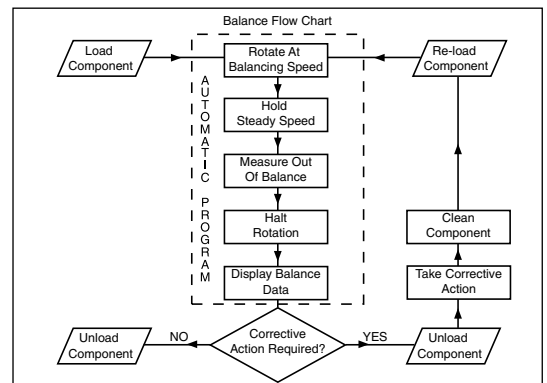 Balance Flow Chart
Load
Component
Rotate At
Balancing Speed
Re-load
Component
AUTOMATIC PROGRAM
Hold
Steady Speed
Measure Out
Of Balance
Halt
Rotation
Clean
Component
Display Balance
Data
Take Corrective
Action
Unload
Component
NO
Corrective
Action Required?
YES
Unload
Component